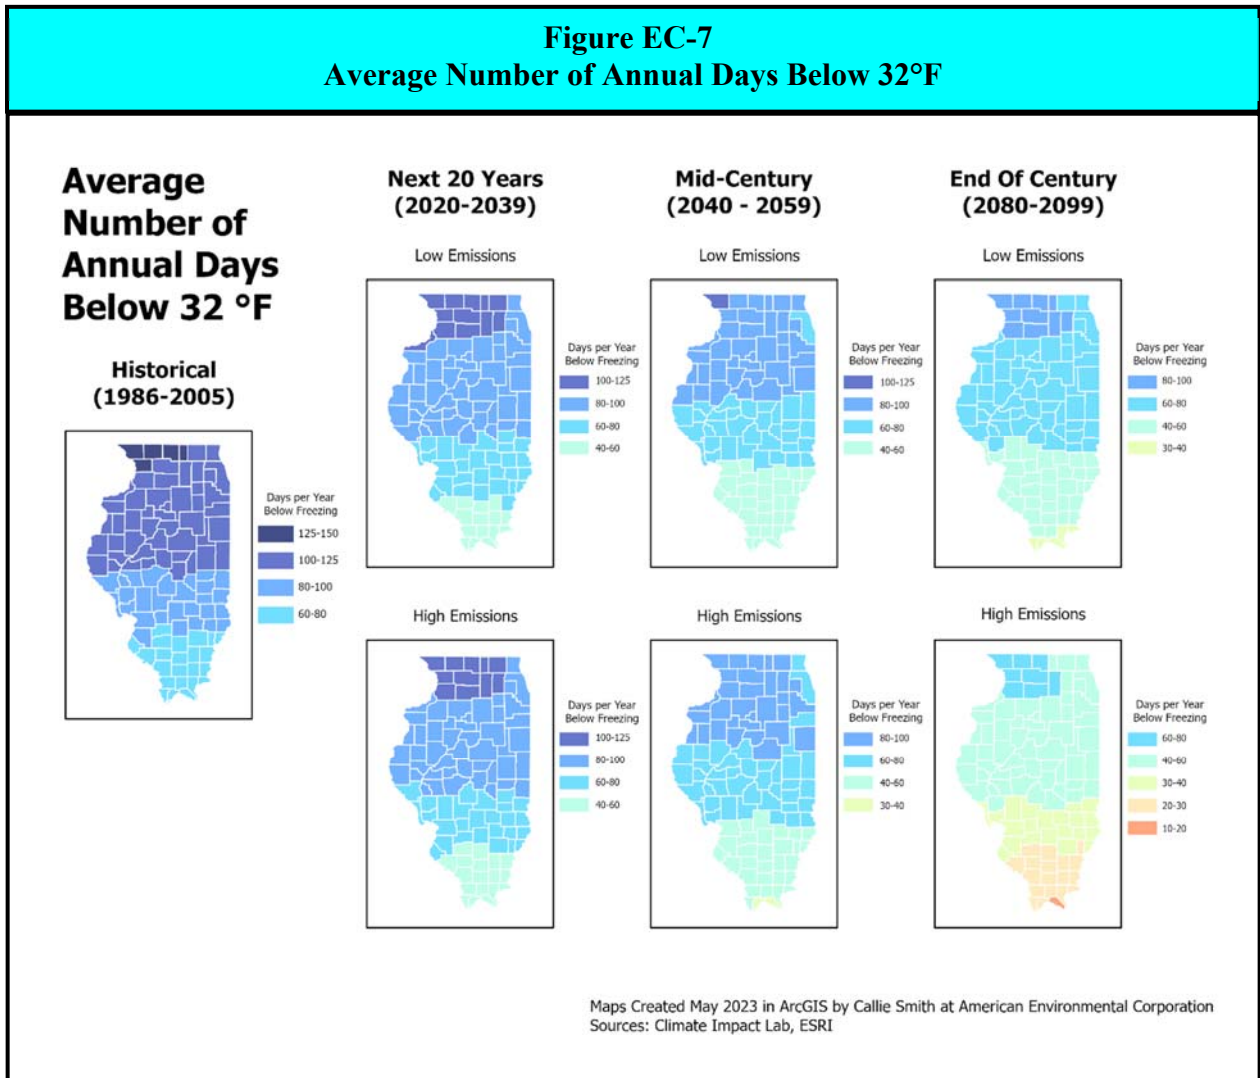 Figure EC-7
Average Number of Annual Days Below 32°F
Average
Number of
Annual Days
Below 32 °F
Historical
(1986-2005)
Days per Year
Below Freezing
125-150
100-125
80-100
60-80
Next 20 Years
(2020-2039)
Low Emissions
Days per Year
Below Freezing
100-125
80-100
60-80
40-60
High Emissions
Days per Year
Below Freezing
100-125
80-100
60-80
40-60
Mid-Century
(2040 - 2059)
Low Emissions
Days per Year
Below Freezing
100-125
80-100
60-80
40-60
High Emissions
Days per Year
Below Freezing
80-100
60-80
40-60
30-40
End Of Century
(2080-2099)
Low Emissions
Days per Year
Below Freezing
80-100
60-80
40-60
30-40
High Emissions
Days per Year
Below Freezing
60-80
40-60
30-40
20-30
10-20
Maps Created May 2023 in ArcGIS by Callie Smith at American Environmental Corporation
Sources: Climate Impact Lab, ESRI